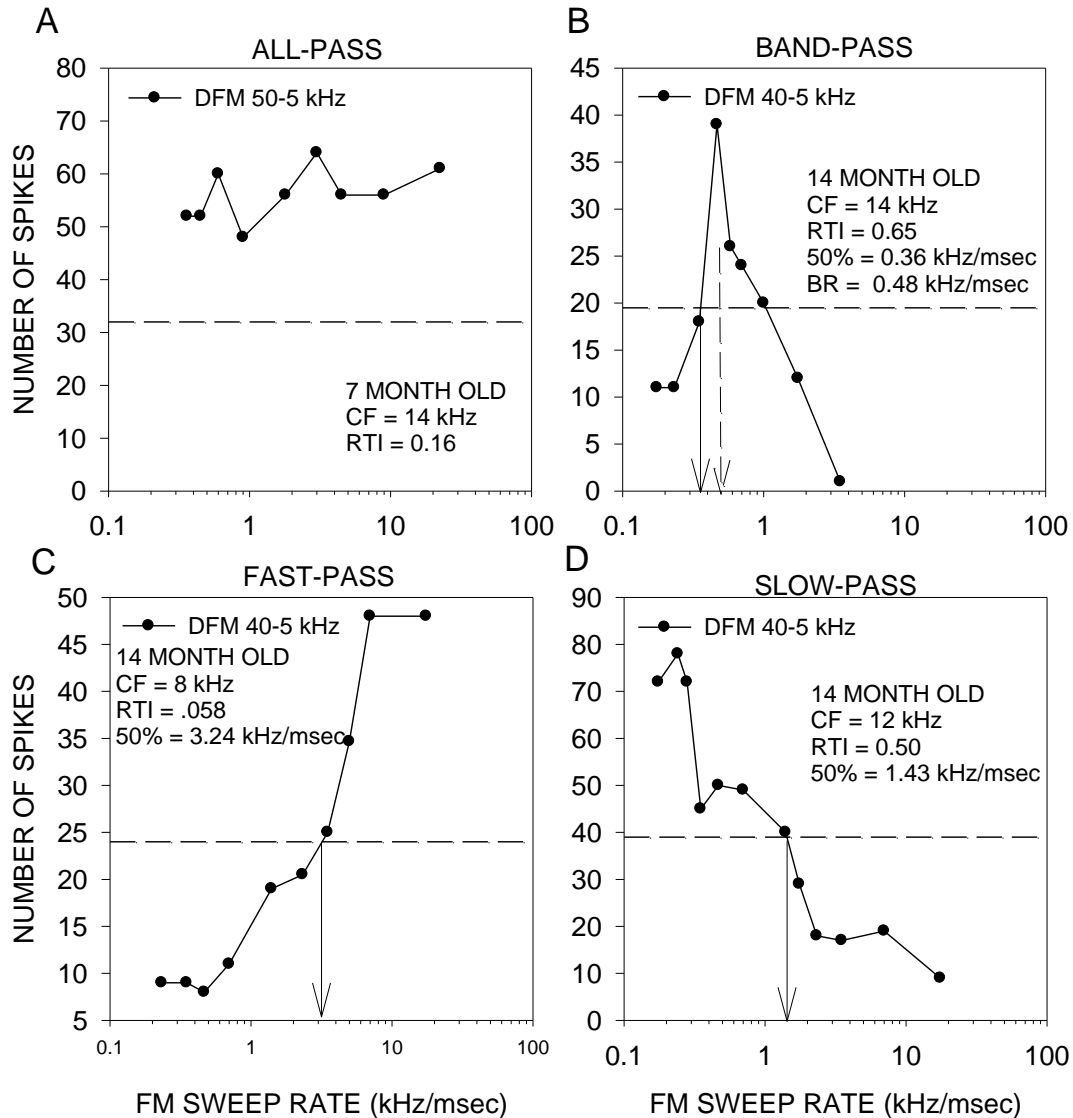 A
ALL-PASS
80
70
60
50
40
30
20
10
0
NUMBER OF SPIKES
DFM 50-5 kHz
7 MONTH OLD
CF = 14 kHz
RTI = 0.16
0.1 1 10 100
B
BAND-PASS
45
40
35
30
25
20
15
10
5
0
DFM 40-5 kHz
14 MONTH OLD
CF = 14 kHz
RTI = 0.65
50% = 0.36 kHz/msec
BR = 0.48 kHz/msec
0.1 1 10 100
C
FAST-PASS
50
45
40
35
30
25
20
15
10
5
NUMBER OF SPIKES
DFM 40-5 kHz
14 MONTH OLD
CF = 8 kHz
RTI = .058
50% = 3.24 kHz/msec
0.1 1 10 100
FM SWEEP RATE (kHz/msec)
D
SLOW-PASS
90
80
70
60
50
40
30
20
10
0
DFM 40-5 kHz
14 MONTH OLD
CF = 12 kHz
RTI = 0.50
50% = 1.43 kHz/msec
0.1 1 10 100
FM SWEEP RATE (kHz/msec)